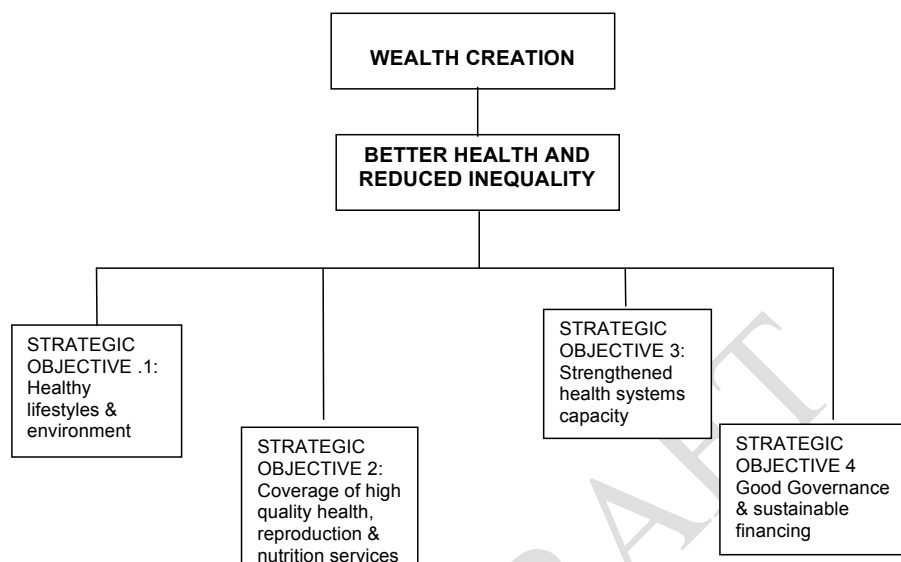 WEALTH CREATION
BETTER HEALTH AND
REDUCED INEQUALITY
STRATEGIC
OBJECTIVE .1:
Healthy
lifestyles &
environment
STRATEGIC
OBJECTIVE 2:
Coverage of high
quality health,
reproduction &
nutrition services
STRATEGIC
OBJECTIVE 3:
Strengthened
health systems
capacity
STRATEGIC
OBJECTIVE 4
Good Governance
& sustainable
financing
RAFT